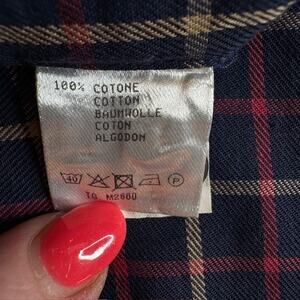 100% COTONE
COTTON
BAUMWOLLE
COTON
ALGODON
40 P
TG M2660